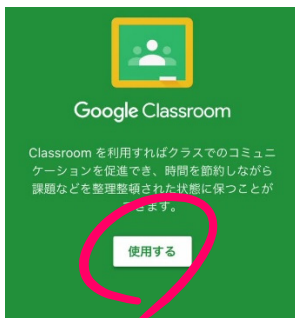 Google Classroom
Classroom を利用すればクラスでのコミュニ
ケーションを促進でき、時間を節約しながら
課題などを整理整頓された状態に保つことが
できます。
使用する